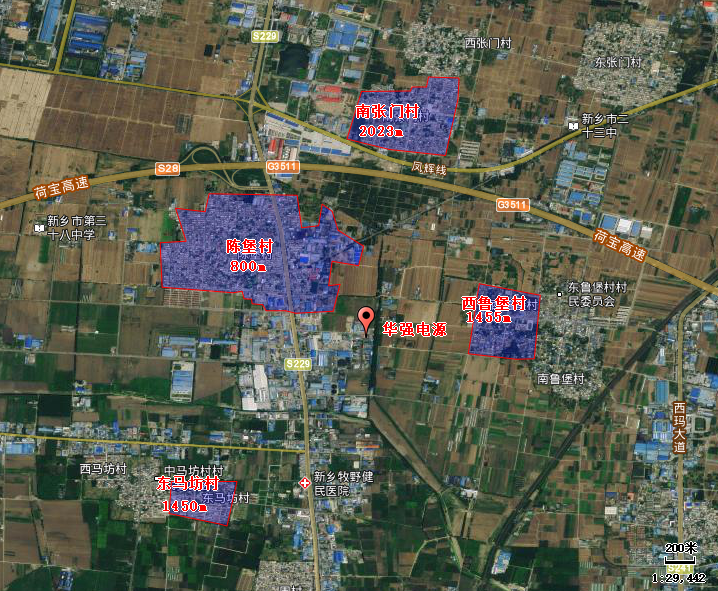 S229
西张门村
东张门村
南张门村
2023m
新乡市二
十三中
凤辉线
S28
G3511
荷宝高速
G3511
新乡市第三
十八中学
陈堡村
800m
荷宝高速
东鲁堡村村
民委员会
西鲁堡村
1455m
华强电源
S229
南鲁堡村
西玛大道
西马坊村
中马坊村村
东马坊村
东马坊村
1450m
新乡牧野健
民医院
200米
1:29,442
S241